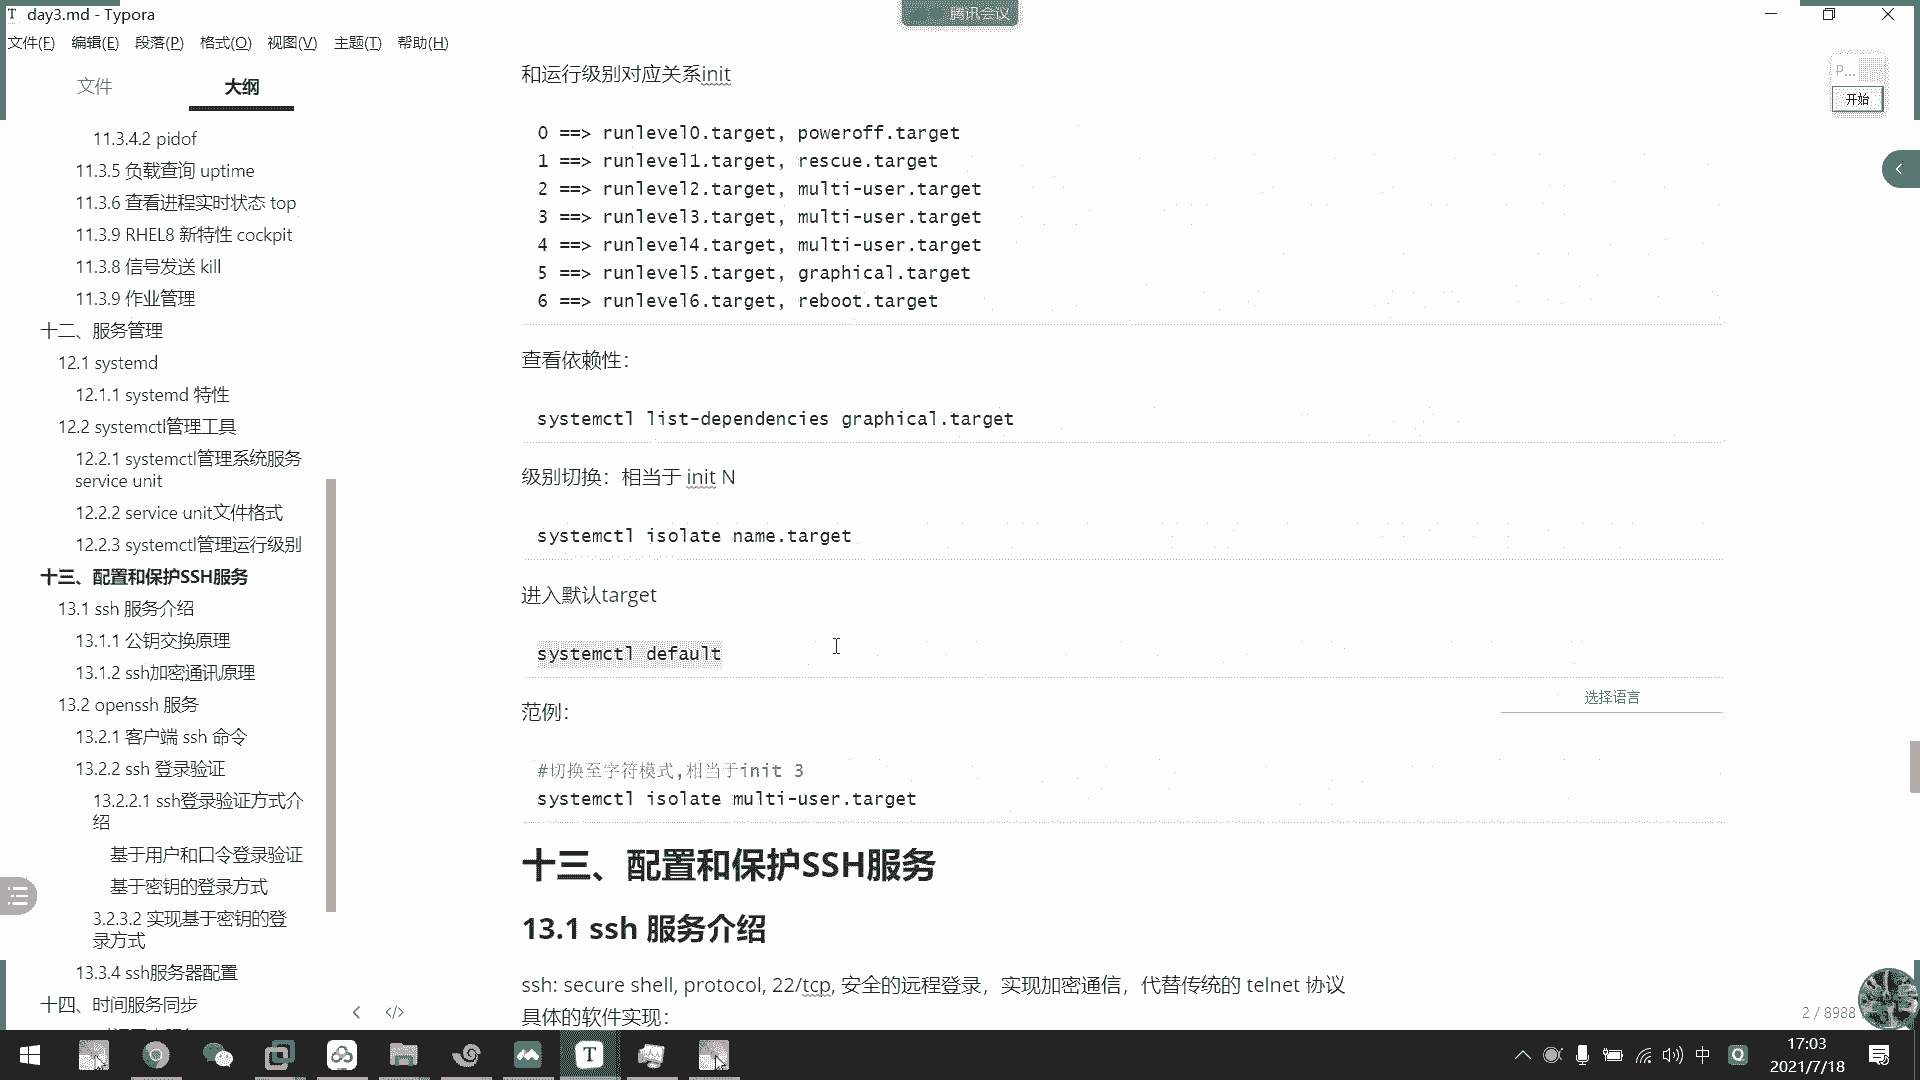 day3.md - Typora
腾讯会议
文件(F) 编辑(E) 段落(P) 格式(O) 视图(V) 主题(T) 帮助(H)
文件 大纲
11.3.4.2 pidof
11.3.5 负载查询 uptime
11.3.6 查看进程实时状态 top
11.3.9 RHEL8 新特性 cockpit
11.3.8 信号发送 kill
11.3.9 作业管理
十二、服务管理
12.1 systemd
12.1.1 systemd 特性
12.2 systemctl管理工具
12.2.1 systemctl管理系统服务
service unit
12.2.2 service unit文件格式
12.2.3 systemctl管理运行级别
十三、配置和保护SSH服务
13.1 ssh 服务介绍
13.1.1 公钥交换原理
13.1.2 ssh加密通讯原理
13.2 openssh 服务
13.2.1 客户端 ssh 命令
13.2.2 ssh 登录验证
13.2.2.1 ssh登录验证方式介
绍
基于用户和口令登录验证
基于密钥的登录方式
3.2.3.2 实现基于密钥的登
录方式
13.3.4 ssh服务器配置
十四、时间服务同步
和运行级别对应关系init
0 ==> runlevel0.target, poweroff.target
1 ==> runlevel1.target, rescue.target
2 ==> runlevel2.target, multi-user.target
3 ==> runlevel3.target, multi-user.target
4 ==> runlevel4.target, multi-user.target
5 ==> runlevel5.target, graphical.target
6 ==> runlevel6.target, reboot.target
查看依赖性：
systemctl list-dependencies graphical.target
级别切换：相当于 init N
systemctl isolate name.target
进入默认target
systemctl default
选择语言
范例：
#切换至字符模式,相当于init 3
systemctl isolate multi-user.target
十三、配置和保护SSH服务
13.1 ssh 服务介绍
ssh: secure shell, protocol, 22/tcp, 安全的远程登录，实现加密通信，代替传统的 telnet 协议
具体的软件实现：
P...
开始
2 / 8988
中
17:03
2021/7/18